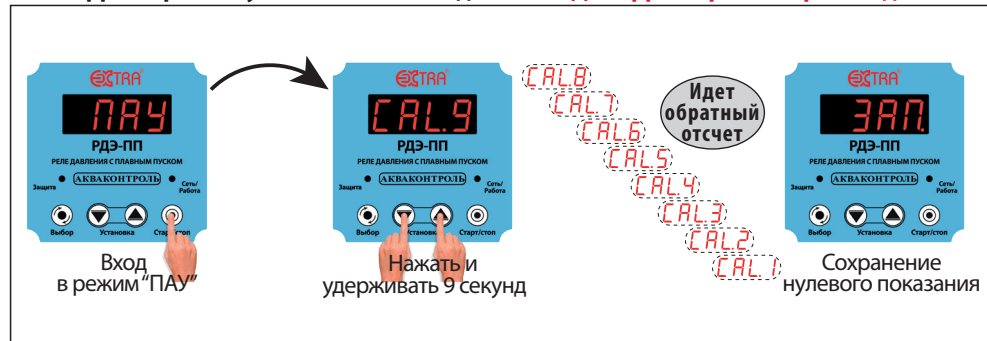 EXTRA®
ПАУ
РДЭ-ПП
РЕЛЕ ДАВЛЕНИЯ С ПЛАВНЫМ ПУСКОМ
Защита
АКВАКОНТРОЛЬ
Сеть/
Работа
Выбор
Установка
Старт/стоп
Вход
в режим “ПАУ”
EXTRA®
CAL.9
РДЭ-ПП
РЕЛЕ ДАВЛЕНИЯ С ПЛАВНЫМ ПУСКОМ
Защита
АКВАКОНТРОЛЬ
Сеть/
Работа
Выбор
Установка
Старт/стоп
Нажать и
удерживать 9 секунд
CAL.8
CAL.7
CAL.6
CAL.5
CAL.4
CAL.3
CAL.2
CAL.1
Идет
обратный
отсчет
EXTRA®
ЗАП.
РДЭ-ПП
РЕЛЕ ДАВЛЕНИЯ С ПЛАВНЫМ ПУСКОМ
Защита
АКВАКОНТРОЛЬ
Сеть/
Работа
Выбор
Установка
Старт/стоп
Сохранение
нулевого показания